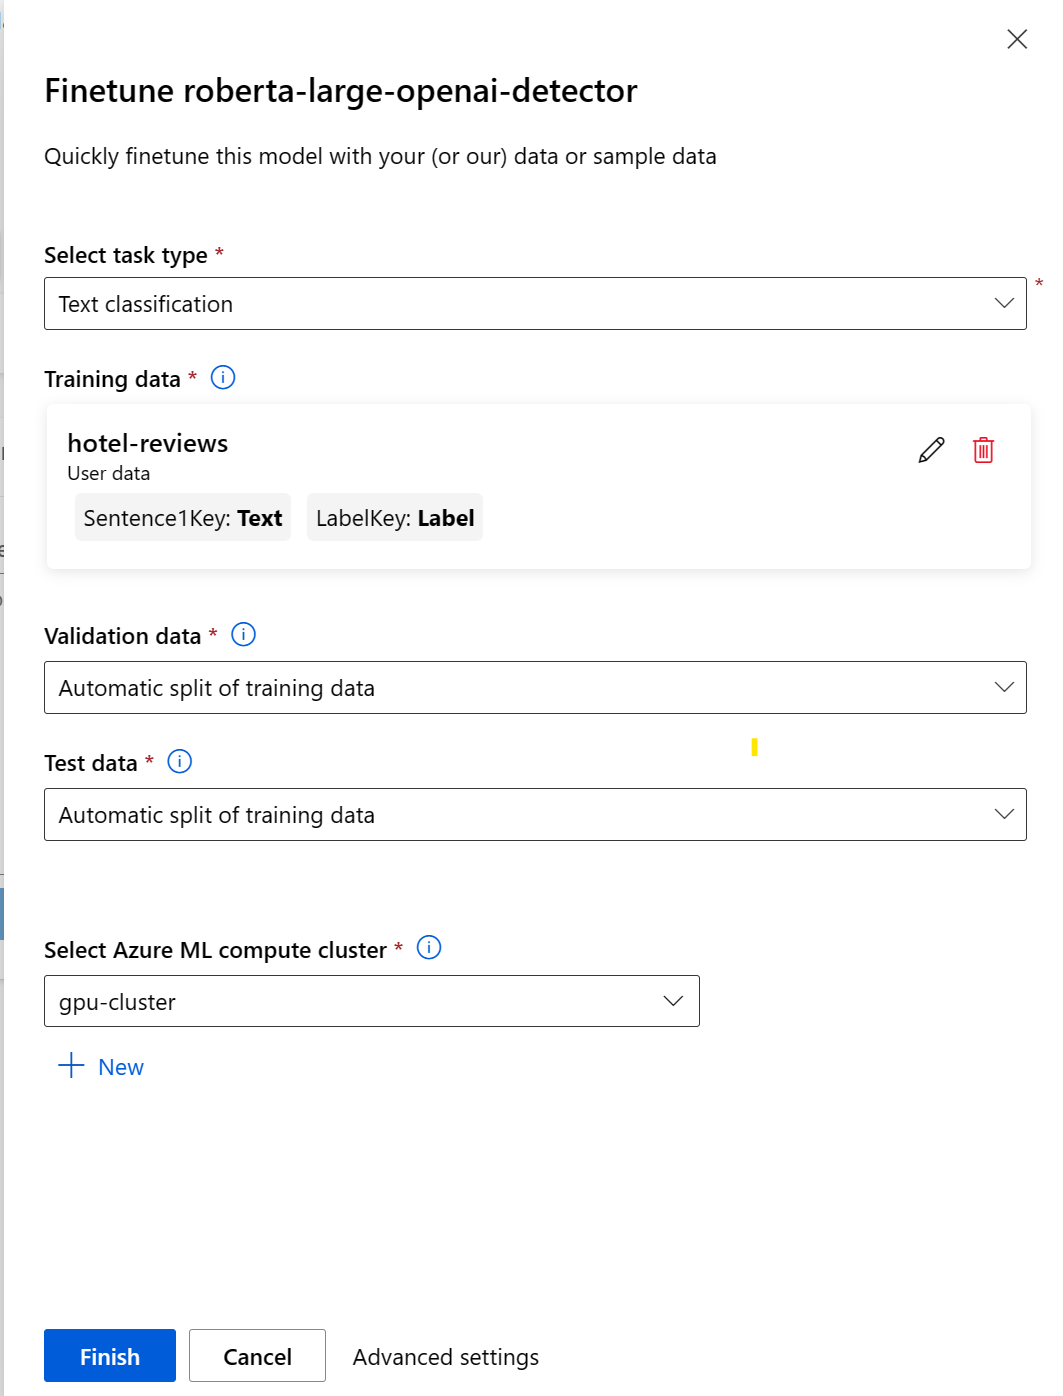 Finetune roberta-large-openai-detector
Quickly finetune this model with your (or our) data or sample data
Select task type *
Text classification
*
Training data *
hotel-reviews
User data
Sentence1Key: Text LabelKey: Label
Validation data *
Automatic split of training data
Test data *
Automatic split of training data
Select Azure ML compute cluster *
gpu-cluster
+ New
Finish Cancel Advanced settings